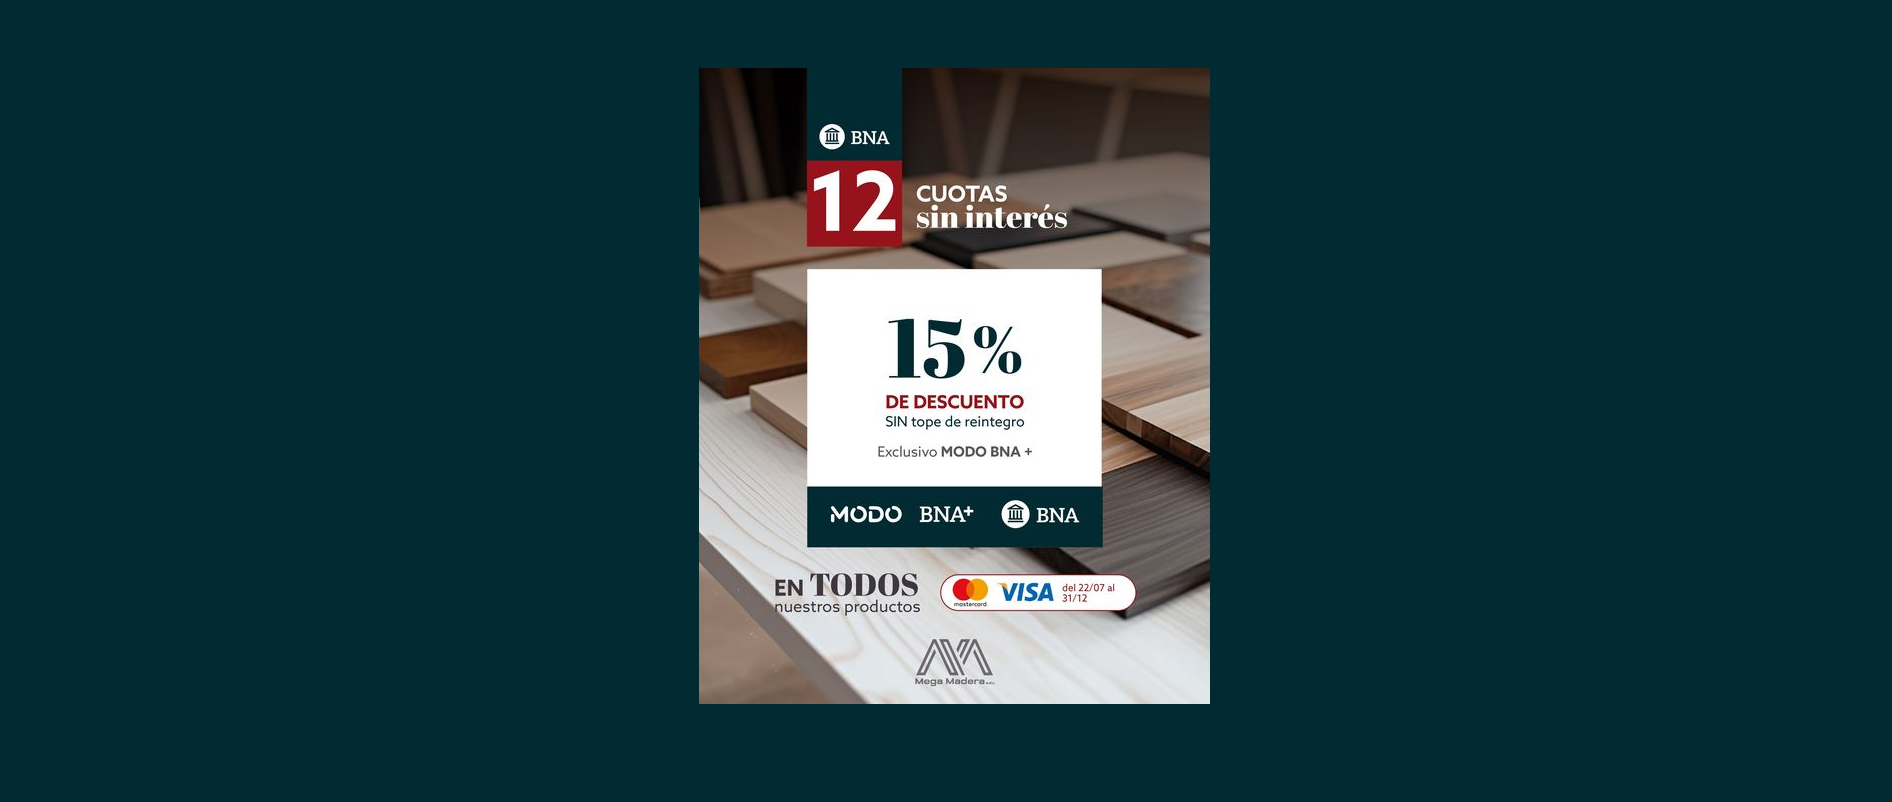 BNA
12 CUOTAS
sin interés
15%
DE DESCUENTO
SIN tope de reintegro
Exclusivo MODO BNA +
MODO BNA+ BNA
EN TODOS
nuestros productos
mastercard VISA del 22/07 al
31/12
Mega Madera